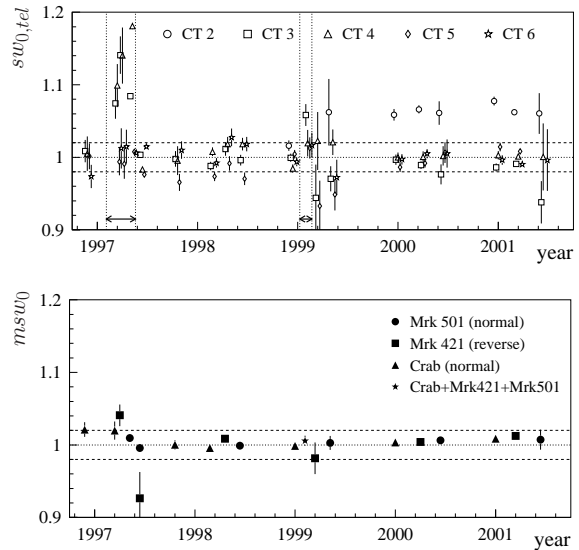 sw0,tel
1.2
1.1
1
0.9
CT 2
CT 3
CT 4
CT 5
CT 6
1997
1998
1999
2000
2001
year
msw0
1.2
1.1
1
0.9
Mrk 501 (normal)
Mrk 421 (reverse)
Crab (normal)
Crab+Mrk421+Mrk501
1997
1998
1999
2000
2001
year